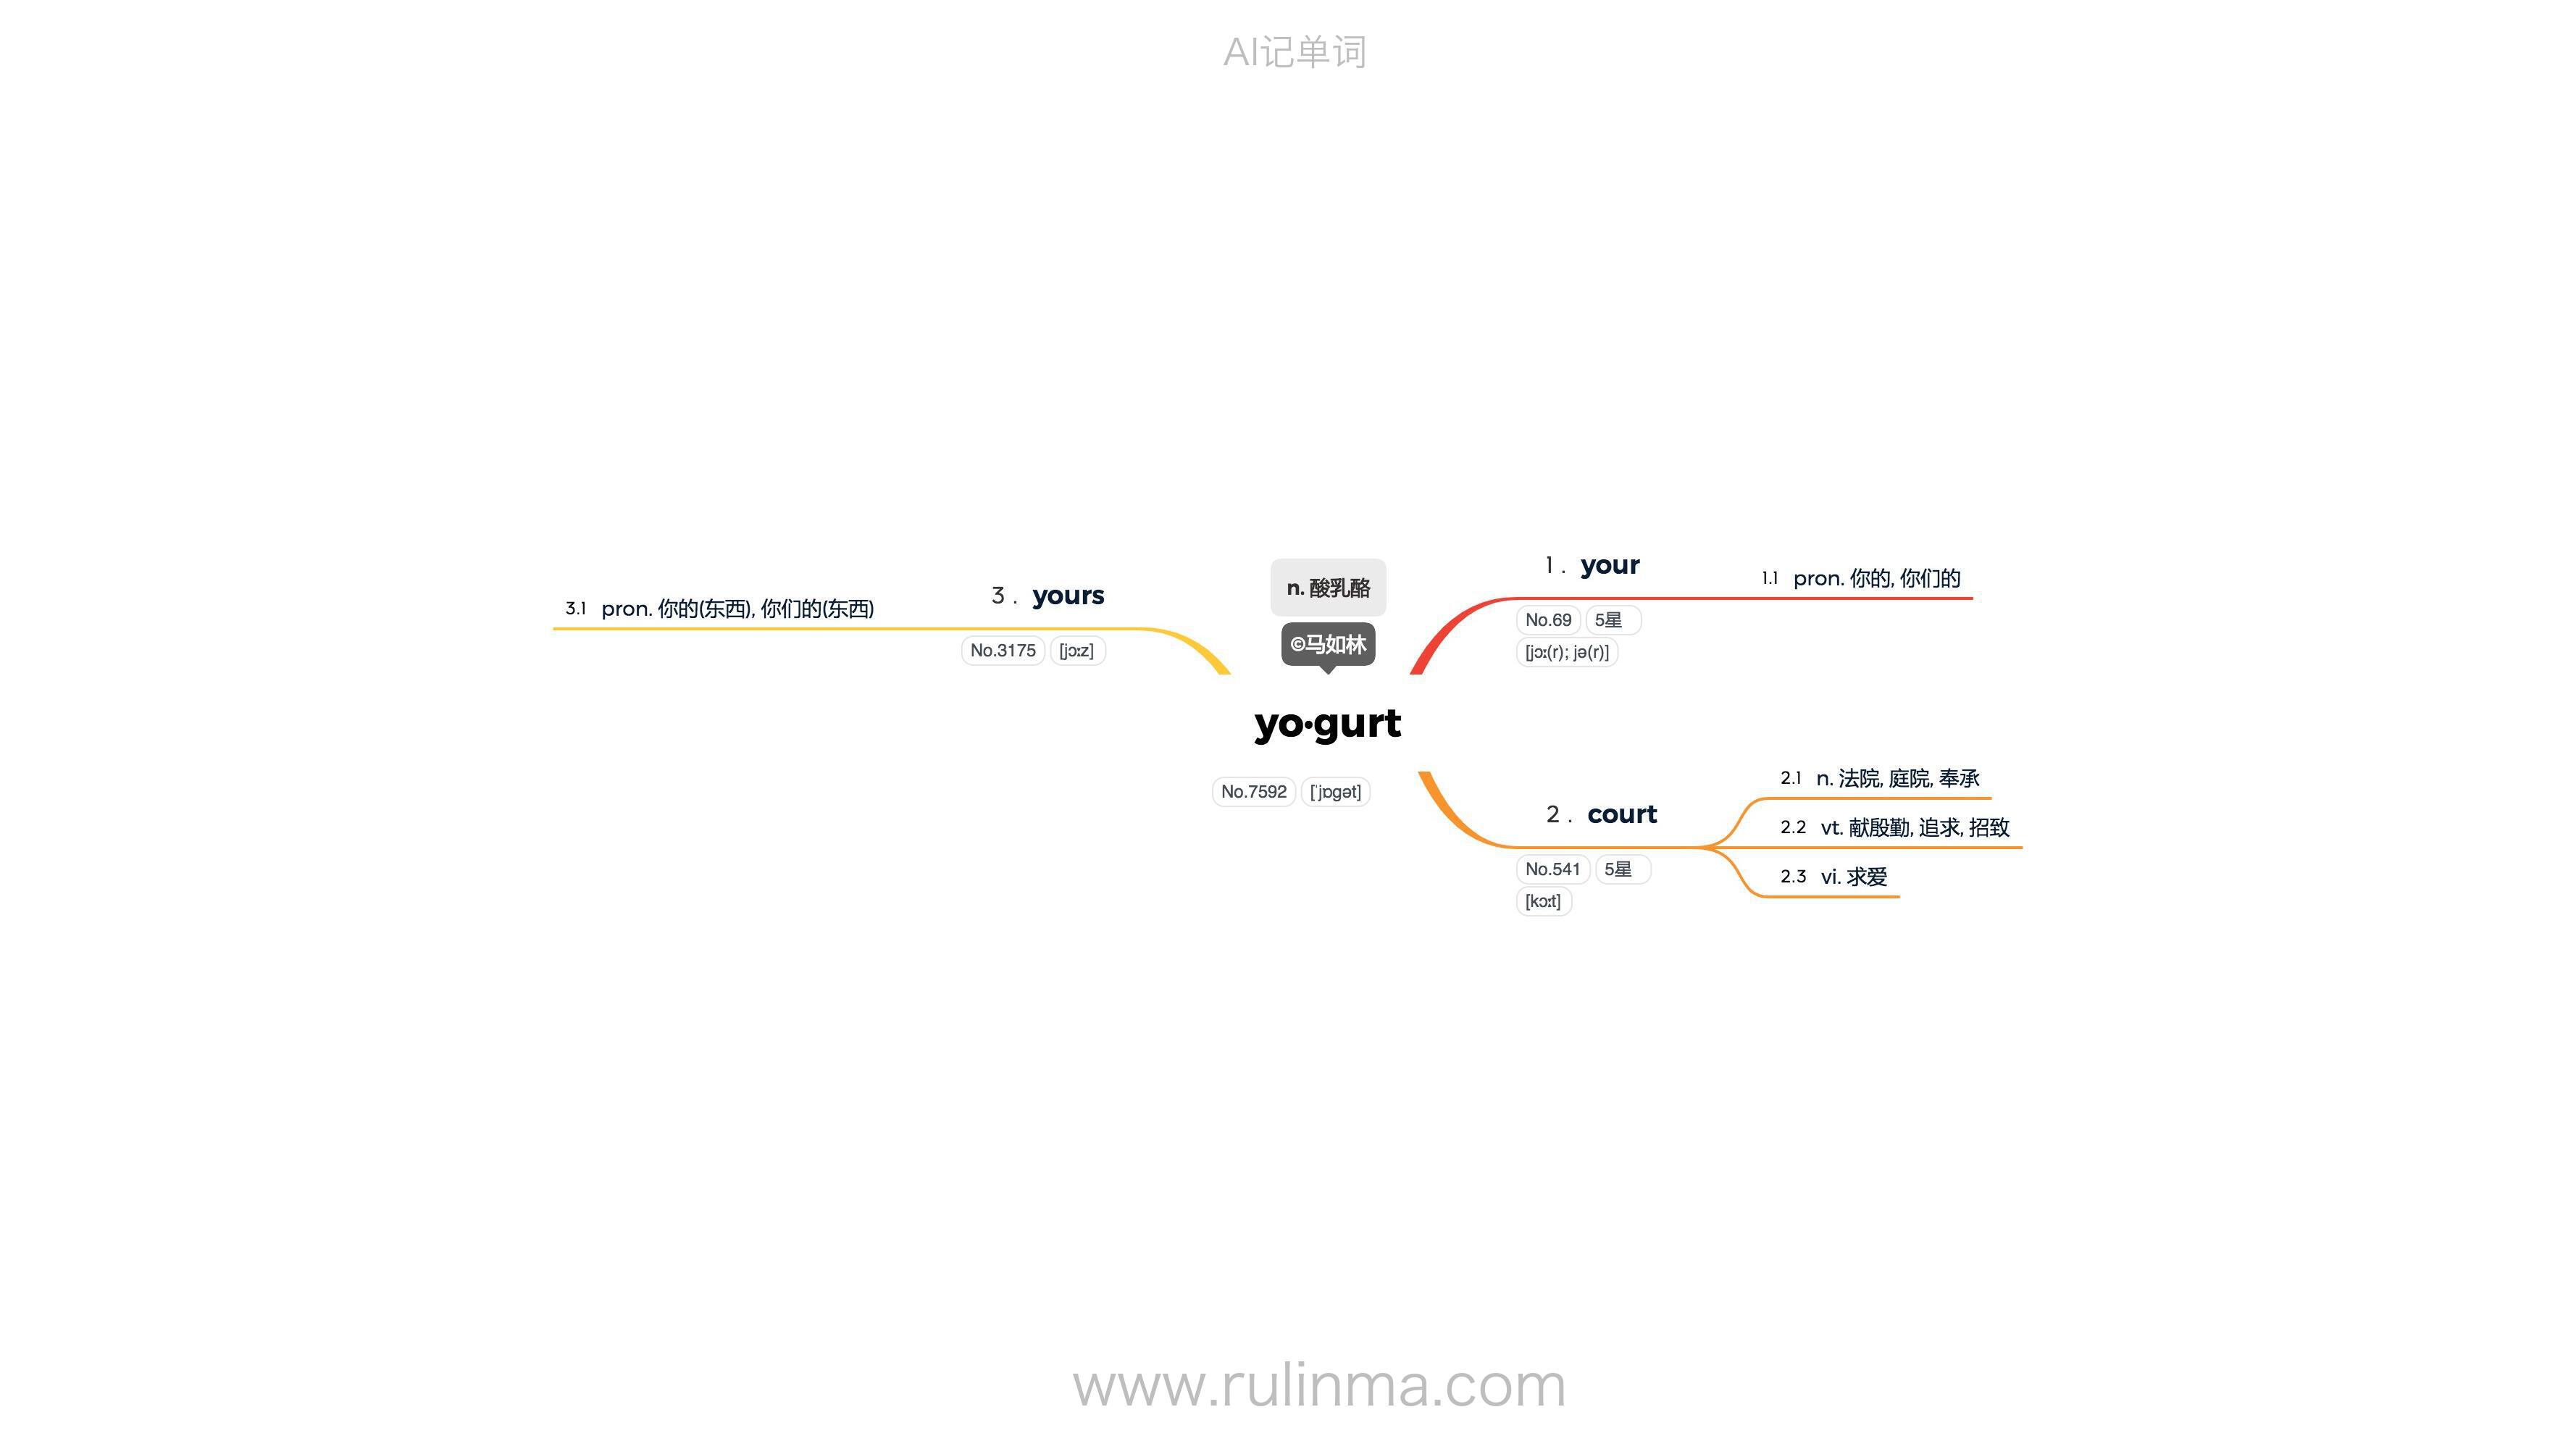 AI记单词
n. 酸乳酪
©马如林
yo·gurt
No.7592 [ˈjɒgət]
1 . your
No.69 5星
[jɔː(r); jə(r)]
1.1 pron. 你的, 你们的
2 . court
No.541 5星
[kɔːt]
2.1 n. 法院, 庭院, 奉承
2.2 vt. 献殷勤, 追求, 招致
2.3 vi. 求爱
3 . yours
No.3175 [jɔːz]
3.1 pron. 你的(东西), 你们的(东西)
www.rulinma.com